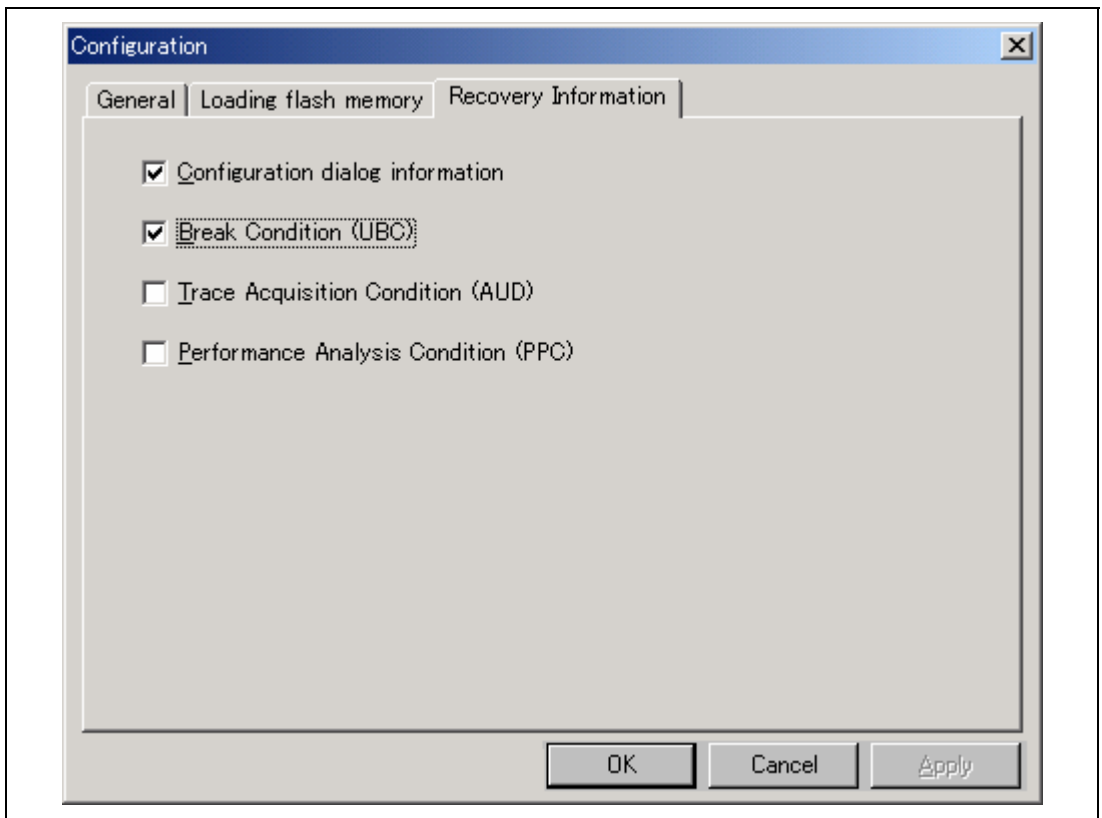 Configuration
General Loading flash memory Recovery Information
Configuration dialog information
Break Condition (UBC)
Trace Acquisition Condition (AUD)
Performance Analysis Condition (PPC)
OK Cancel Apply